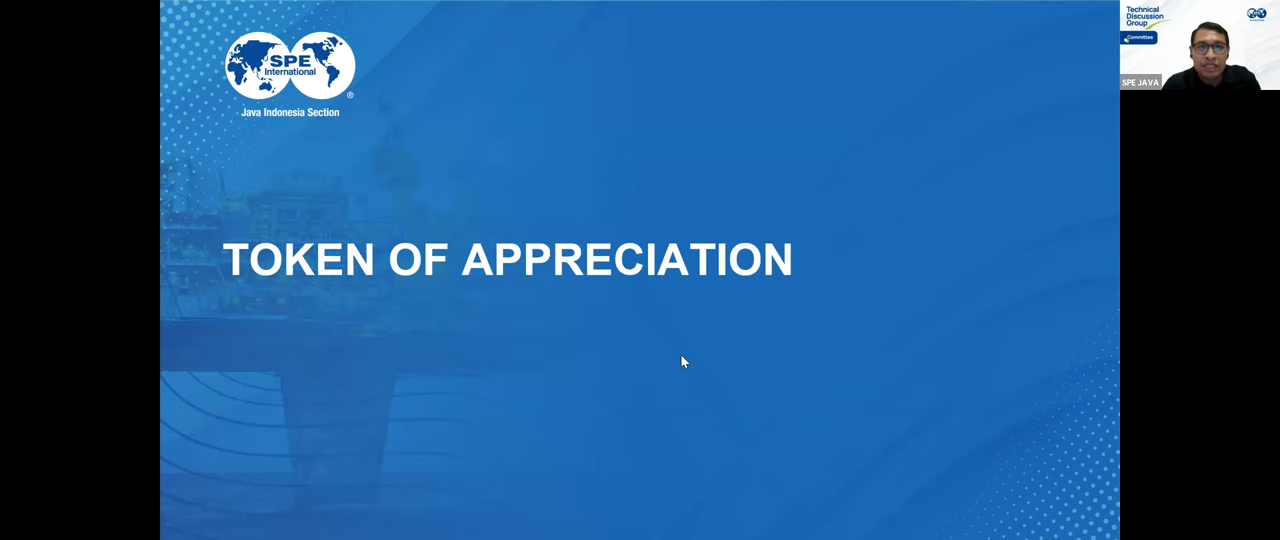 SPE
International
®
Java Indonesia Section
TOKEN OF APPRECIATION
Technical
Discussion
Group
Committee
SPE JAVA